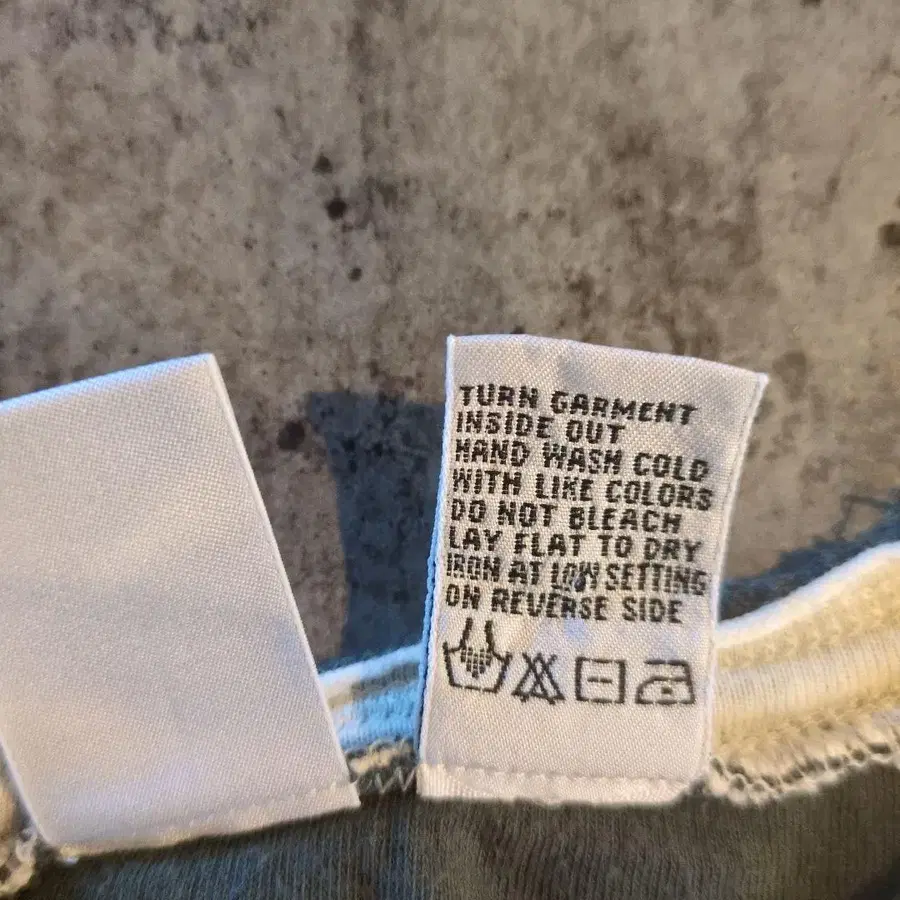 TURN GARMENT
INSIDE OUT
HAND WASH COLD
WITH LIKE COLORS
DO NOT BLEACH
LAY FLAT TO DRY
IRON AT LOW SETTING
ON REVERSE SIDE